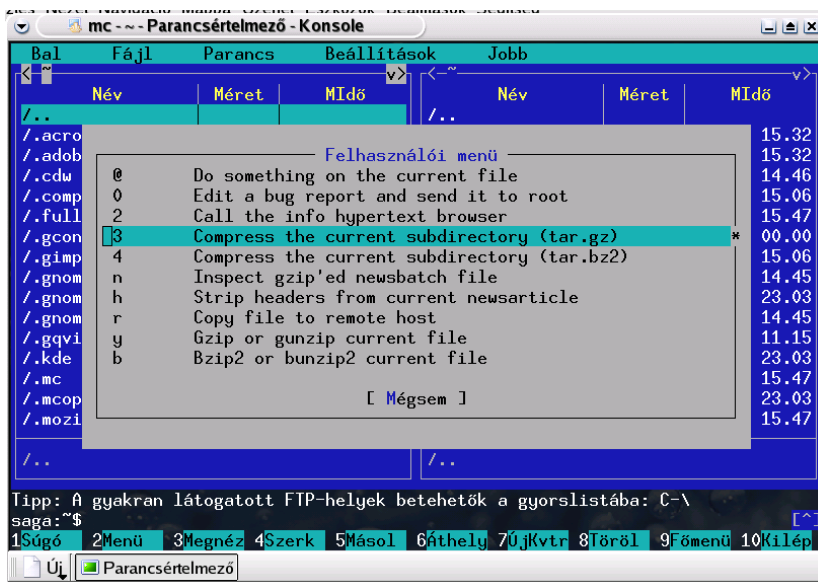 mc - ~ - Parancsértelmező - Konsole
Bal Fájl Parancs Beállítások Jobb
< ~ v> <~ v>
Név Méret MIdő Név Méret MIdő
/.. /..
/.acro 15.32
/.adob Felhasználói menü 15.32
/.cdw @ Do something on the current file 14.46
/.comp 0 Edit a bug report and send it to root 15.06
/.full 2 Call the info hypertext browser 15.47
/.gcon 3 Compress the current subdirectory (tar.gz) * 00.00
/.gimp 4 Compress the current subdirectory (tar.bz2) 15.06
/.gnom n Inspect gzip'ed newsbatch file 14.45
/.gnom h Strip headers from current newsarticle 23.03
/.gnom r Copy file to remote host 14.45
/.gqvi y Gzip or gunzip current file 11.15
/.kde b Bzip2 or bunzip2 current file 23.03
/.mc 15.47
/.mcop [ Mégsem ] 23.03
/.mozi 15.47
/.. /..
Tipp: A gyakran látogatott FTP-helyek betehetők a gyorslistába: C-\
saga:~$ [^]
1Súgó 2Menü 3Megnéz 4Szerk 5Másol 6Áthely 7ÚjKvtr 8Töröl 9Főmenü 10Kilép
Új Parancsértelmező